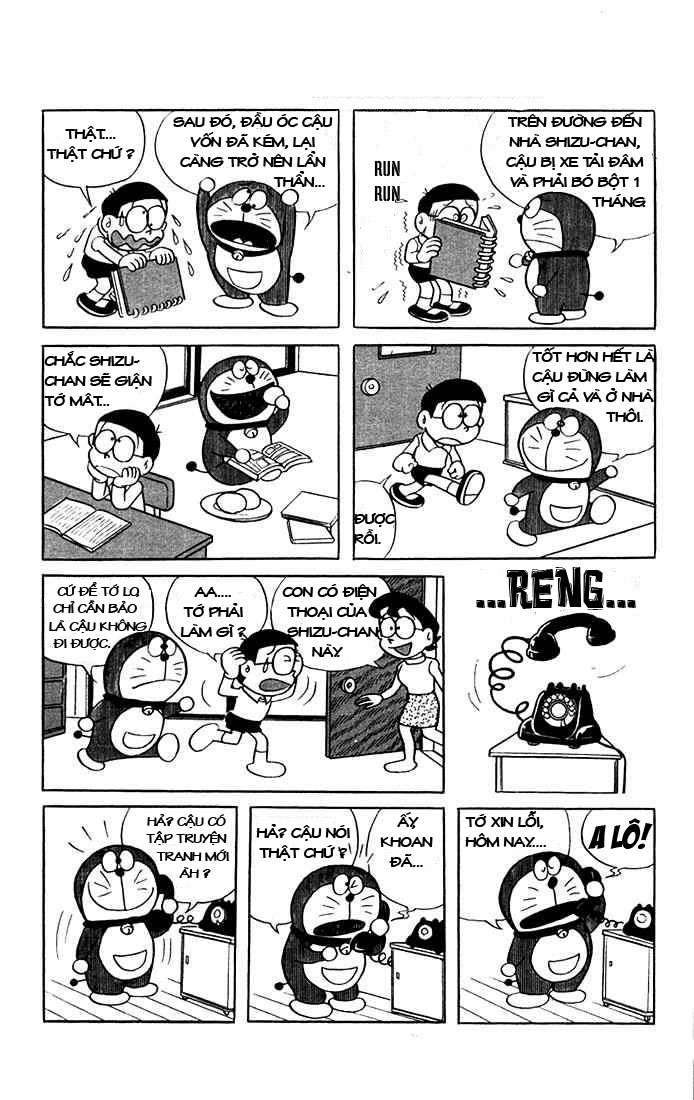 TRÊN ĐƯỜNG ĐẾN
NHÀ SHIZU-CHAN,
CẬU BỊ XE TẢI ĐÂM
VÀ PHẢI BÓ BỘT 1
THÁNG
RUN
RUN
SAU ĐÓ, ĐẦU ÓC CẬU
VỐN ĐÃ KÉM, LẠI
CÀNG TRỞ NÊN LẨN
THẨN...
THẬT....
THẬT CHỨ ?
TỐT HƠN HẾT LÀ
CẬU ĐỪNG LÀM
GÌ CẢ VÀ Ở NHÀ
THÔI.
ĐƯỢC
RỒI.
CHẮC SHIZU-
CHAN SẼ GIẬN
TỚ MẤT...
...RENG...
CON CÓ ĐIỆN
THOẠI CỦA
SHIZU-CHAN
NÀY
AA....
TỚ PHẢI
LÀM GÌ ?
CỨ ĐỂ TỚ LO,
CHỈ CẦN BẢO
LÀ CẬU KHÔNG
ĐI ĐƯỢC.
A LÔ!
TỚ XIN LỖI,
HÔM NAY....
ẤY,
KHOAN
ĐÃ...
HẢ? CẬU NÓI
THẬT CHỨ ?
HẢ? CẬU CÓ
TẬP TRUYỆN
TRANH MỚI
ÀH ?